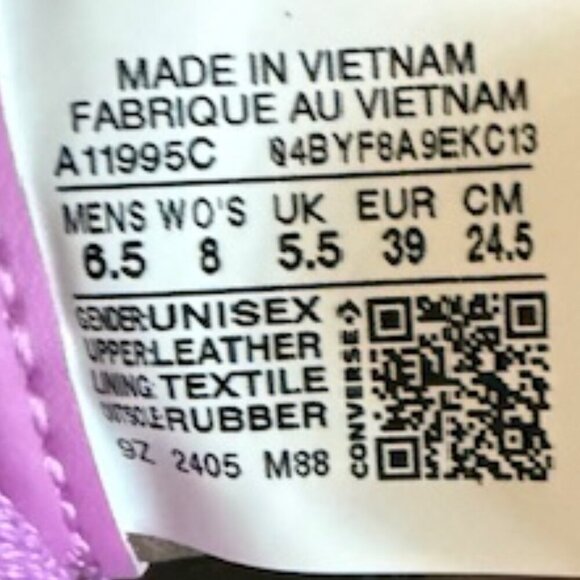 MADE IN VIETNAM
FABRIQUE AU VIETNAM
A11995C 04BYF8A9EKC13
MENS WO'S UK EUR CM
6.5 8 5.5 39 24.5
GENDER:UNISEX
UPPER:LEATHER
LINING:TEXTILE
OUTSOLE:RUBBER
9Z 2405 M88
CONVERSE